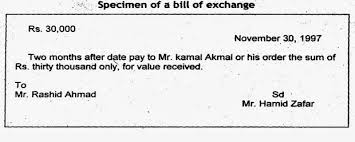 Specimen of a bill of exchange
Rs. 30,000
November 30, 1997
Two months after date pay to Mr. kamal Akmal or his order the sum of
Rs. thirty thousand only, for value received.
To
Mr. Rashid Ahmad
Sd
Mr. Hamid Zafar